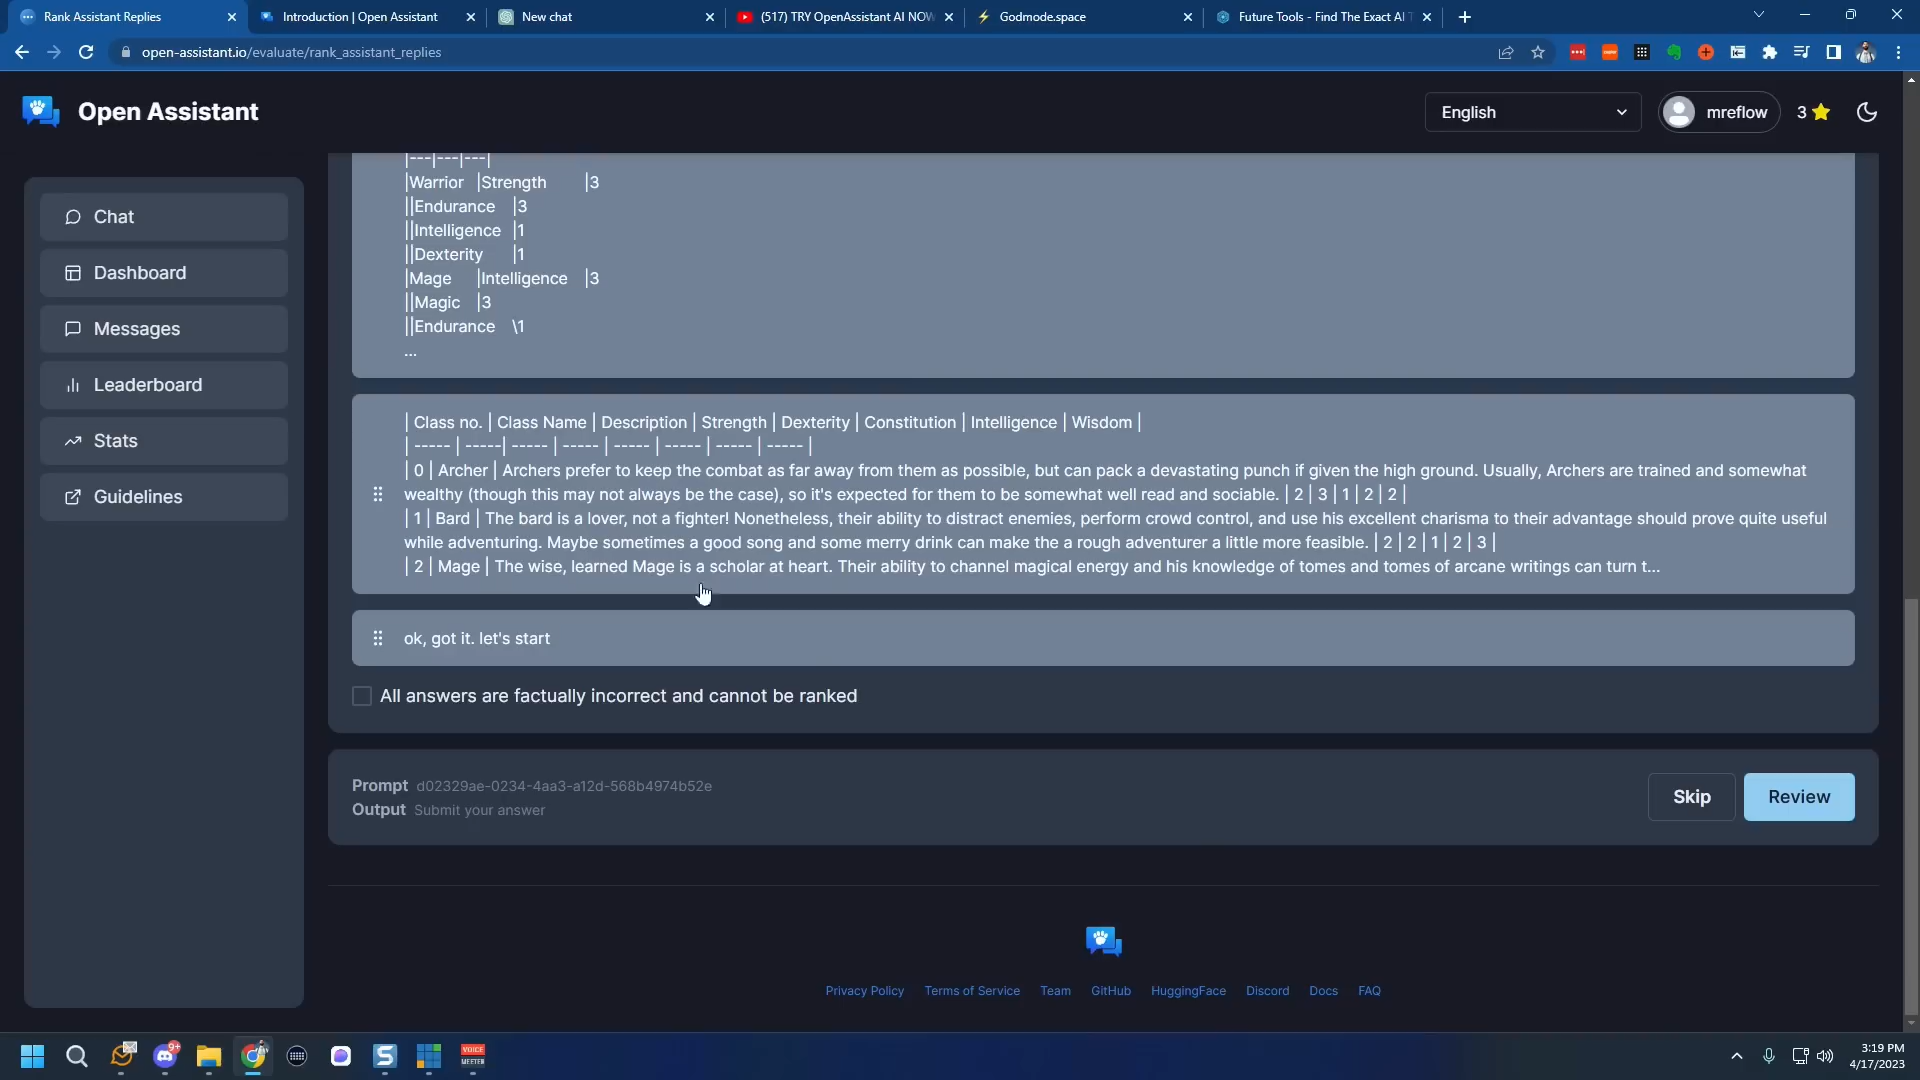 Rank Assistant Replies
Introduction | Open Assistant
New chat
(517) TRY OpenAssistant AI NOW
Godmode.space
Future Tools - Find The Exact AI T
open-assistant.io/evaluate/rank_assistant_replies
Open Assistant
English
mreflow
3
Chat
Dashboard
Messages
Leaderboard
Stats
Guidelines
|---|---|---|
|Warrior |Strength |3
||Endurance |3
||Intelligence |1
||Dexterity |1
|Mage |Intelligence |3
||Magic |3
||Endurance \1
...
| Class no. | Class Name | Description | Strength | Dexterity | Constitution | Intelligence | Wisdom |
| ----- | -----| ----- | ----- | ----- | ----- | ----- | ----- |
| 0 | Archer | Archers prefer to keep the combat as far away from them as possible, but can pack a devastating punch if given the high ground. Usually, Archers are trained and somewhat
wealthy (though this may not always be the case), so it's expected for them to be somewhat well read and sociable. | 2 | 3 | 1 | 2 | 2 |
| 1 | Bard | The bard is a lover, not a fighter! Nonetheless, their ability to distract enemies, perform crowd control, and use his excellent charisma to their advantage should prove quite useful
while adventuring. Maybe sometimes a good song and some merry drink can make the a rough adventurer a little more feasible. | 2 | 2 | 1 | 2 | 3 |
| 2 | Mage | The wise, learned Mage is a scholar at heart. Their ability to channel magical energy and his knowledge of tomes and tomes of arcane writings can turn t...
ok, got it. let's start
All answers are factually incorrect and cannot be ranked
Prompt d02329ae-0234-4aa3-a12d-568b4974b52e
Output Submit your answer
Skip
Review
Privacy Policy Terms of Service Team GitHub HuggingFace Discord Docs FAQ
9+
VOICE
MEETER
3:19 PM
4/17/2023